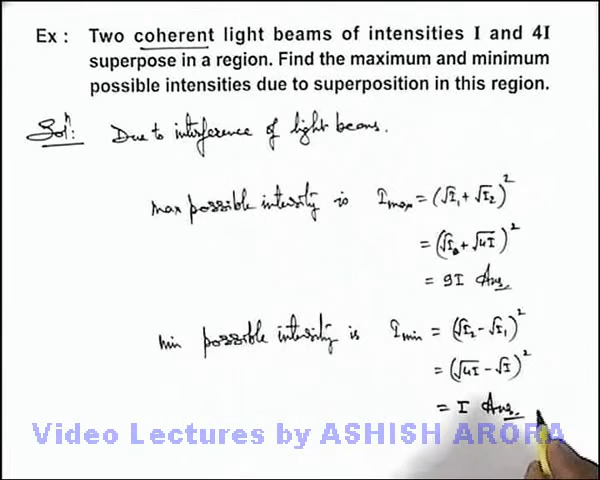 Ex : Two coherent light beams of intensities I and 4I
superpose in a region. Find the maximum and minimum
possible intensities due to superposition in this region.
Solⁿ: Due to interference of light beams.
max possible intensity is I_max = (√I₁ + √I₂)²
= (√I + √4I)²
= 9I Ans.
min possible intensity is I_min = (√I₂ - √I₁)²
= (√4I - √I)²
= I Ans.
Video Lectures by ASHISH ARORA